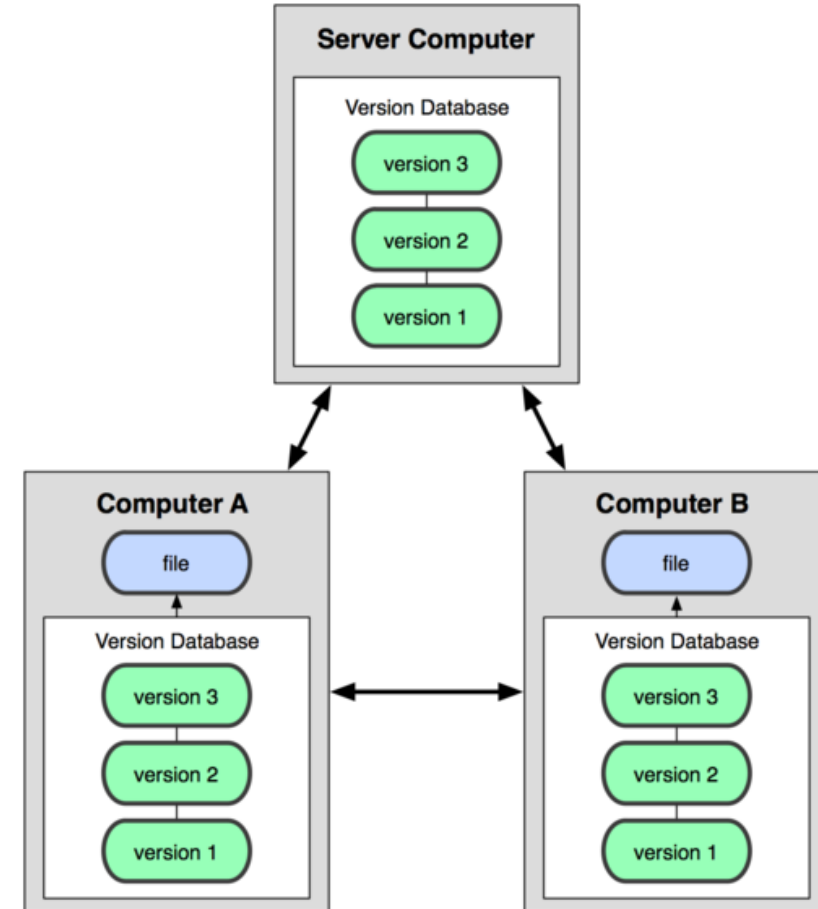 Server Computer
Version Database
version 3
version 2
version 1
Computer A
file
Version Database
version 3
version 2
version 1
Computer B
file
Version Database
version 3
version 2
version 1